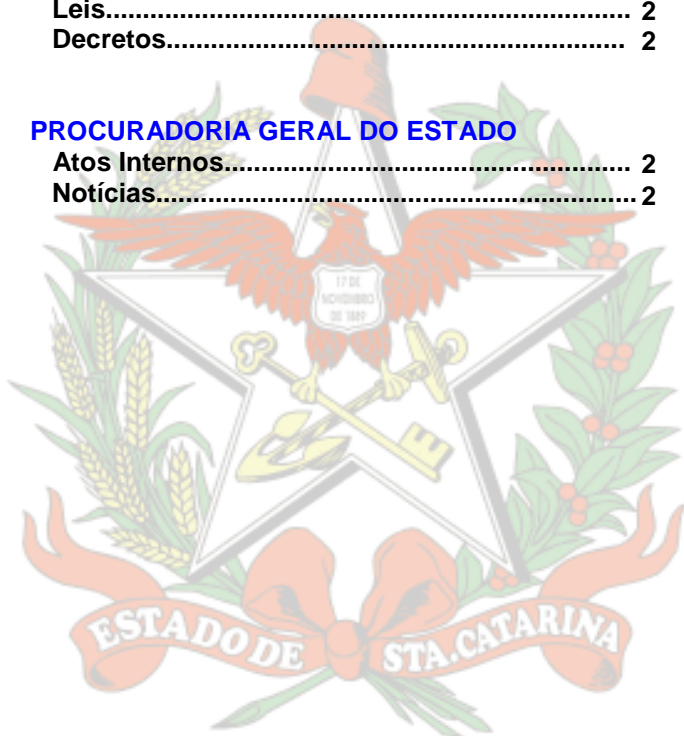 Leis...................................................................... 2
Decretos............................................................. 2
PROCURADORIA GERAL DO ESTADO
Atos Internos...................................................... 2
Notícias................................................................ 2
17 DE
NOVEMBRO
DE 1889
ESTADO DE STA.CATARINA